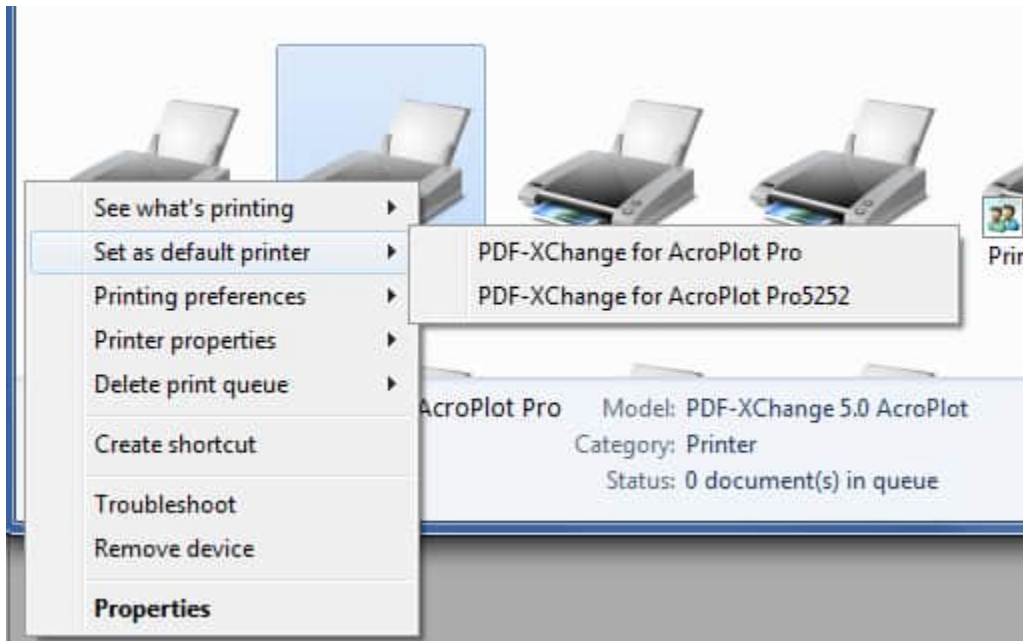 See what's printing
Set as default printer
Printing preferences
Printer properties
Delete print queue
Create shortcut
Troubleshoot
Remove device
Properties
PDF-XChange for AcroPlot Pro
PDF-XChange for AcroPlot Pro5252
AcroPlot Pro
Model: PDF-XChange 5.0 AcroPlot
Category: Printer
Status: 0 document(s) in queue